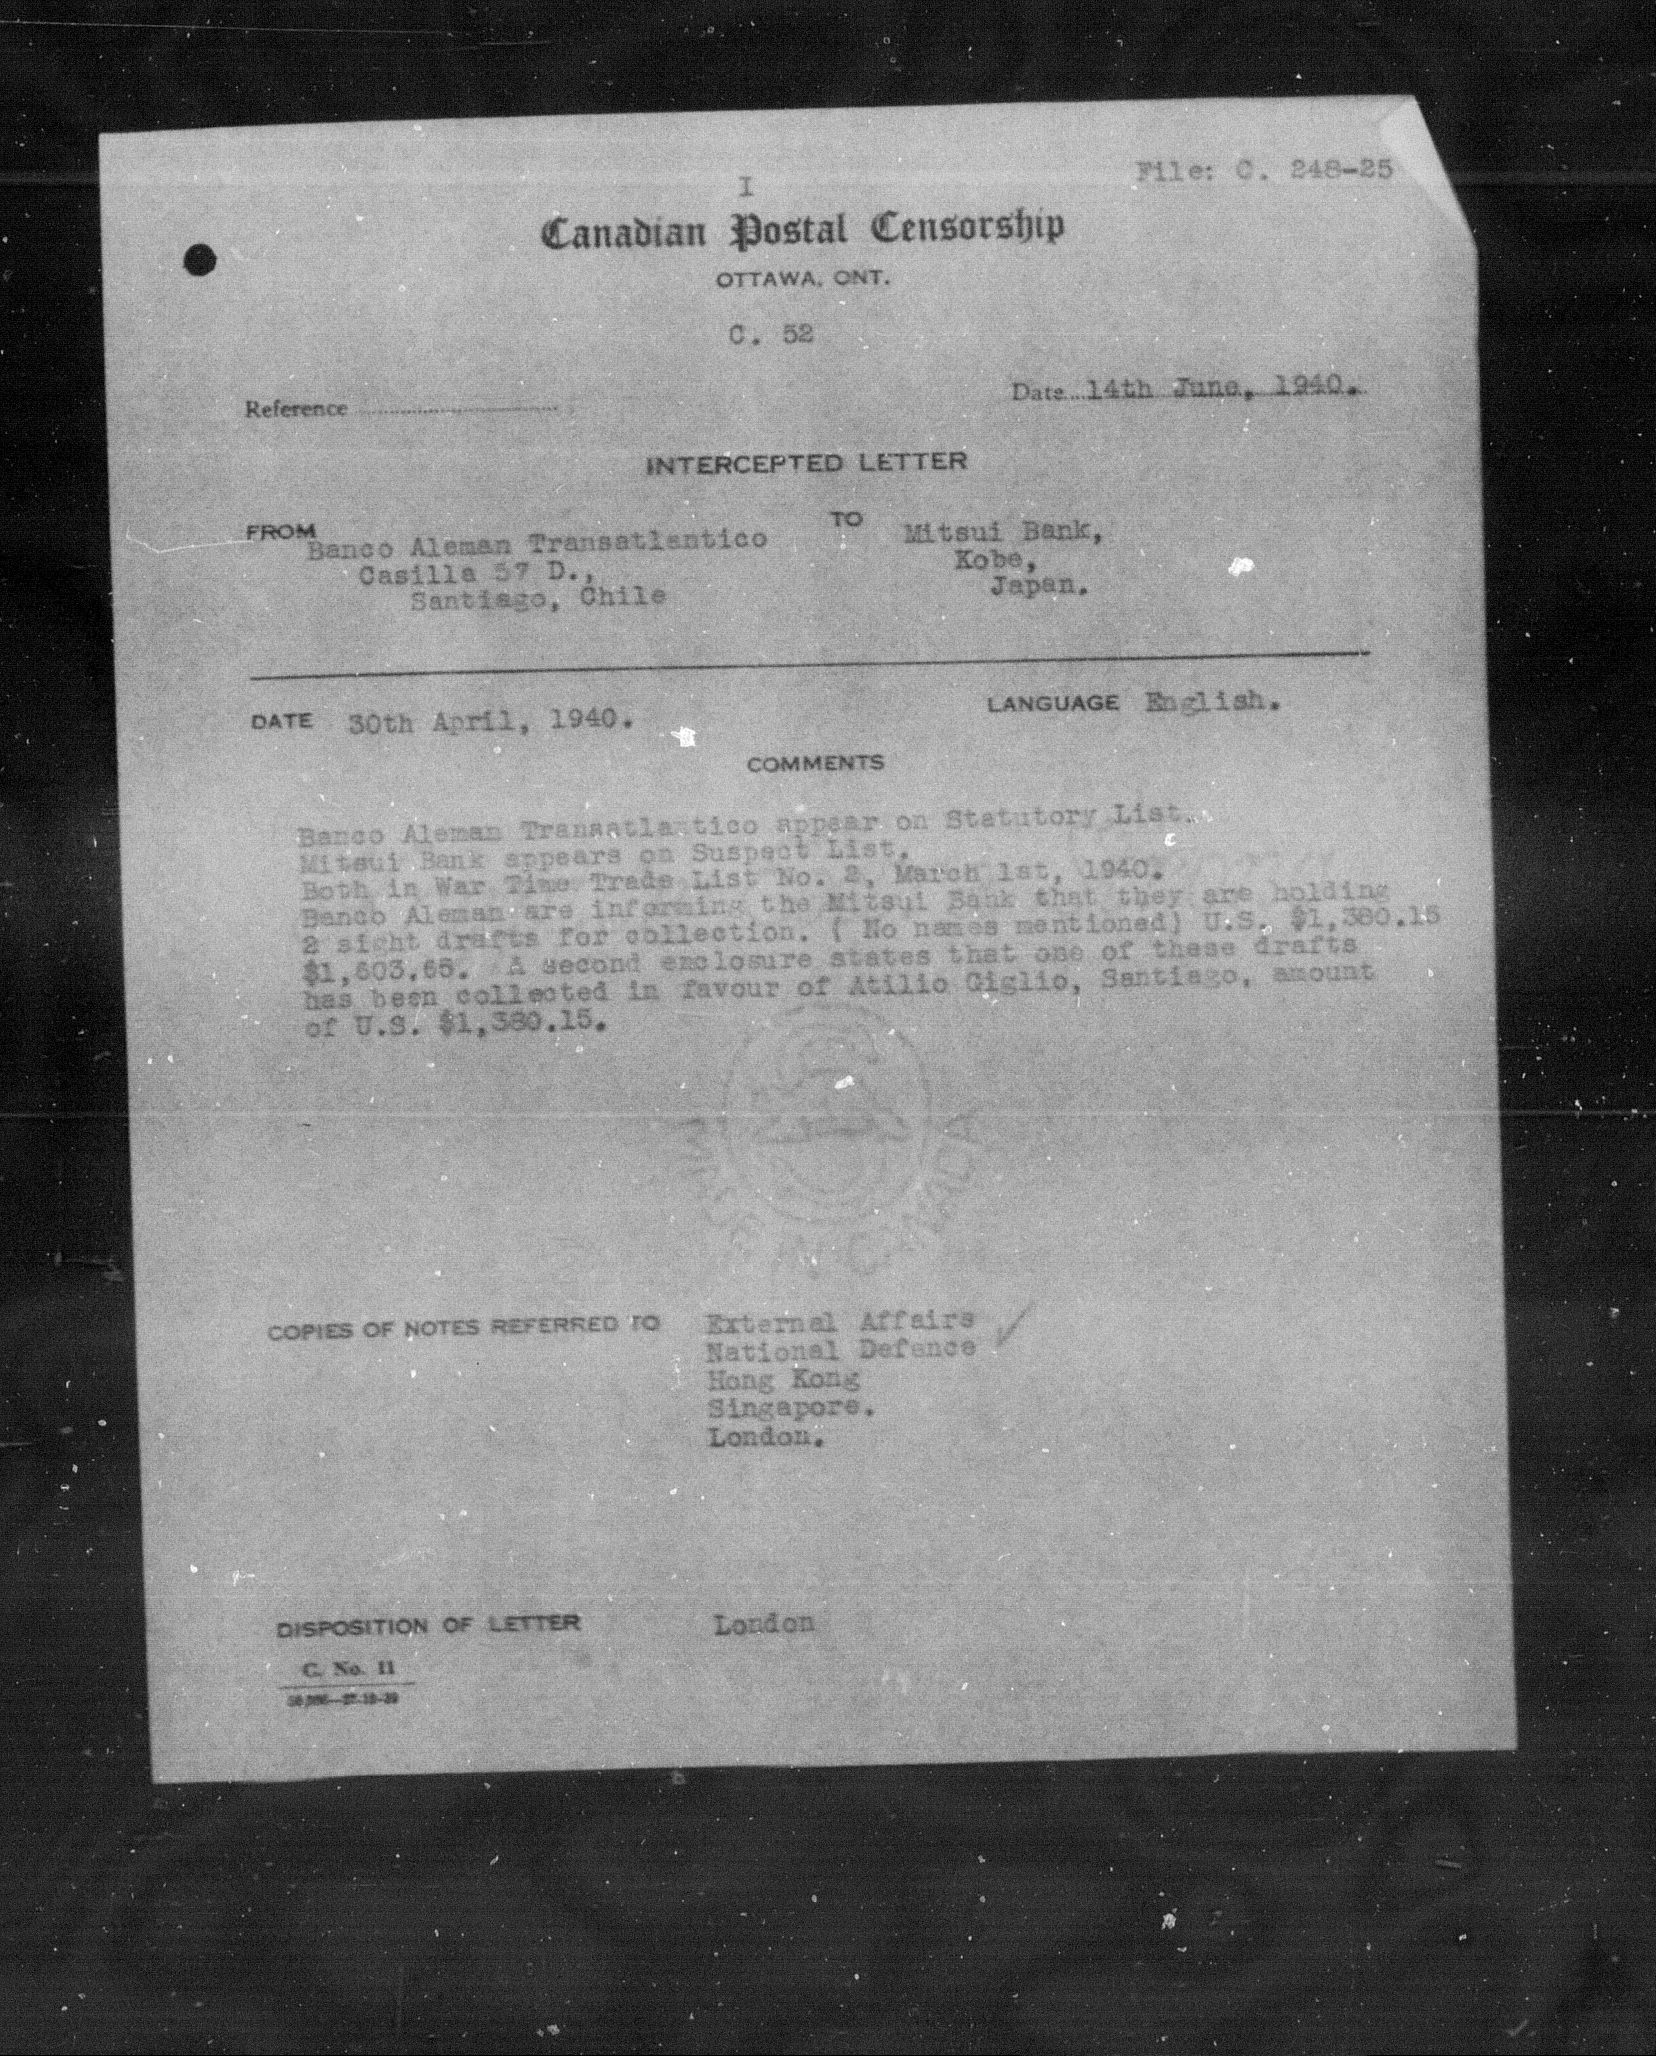 File: C. 248-25
I
Canadian Postal Censorship
OTTAWA, ONT.
C. 52
Reference
Date 14th June, 1940.
INTERCEPTED LETTER
FROM
Banco Aleman Transatlantico
Casilla 57 D.,
Santiago, Chile
TO
Mitsui Bank,
Kobe,
Japan.
DATE 30th April, 1940.
LANGUAGE English.
COMMENTS
Banco Aleman Transatlantico appear on Statutory List.
Mitsui Bank appears on Suspect List.
Both in War Time Trade List No. 2, March 1st, 1940.
Banco Aleman are informing the Mitsui Bank that they are holding
2 sight drafts for collection. ( No names mentioned) U.S. $1,380.15
$1,603.65. A second enclosure states that one of these drafts
has been collected in favour of Atilio Giglio, Santiago, amount
of U.S. $1,380.15.
COPIES OF NOTES REFERRED TO
External Affairs
National Defence
Hong Kong
Singapore.
London.
DISPOSITION OF LETTER London
C. No. 11